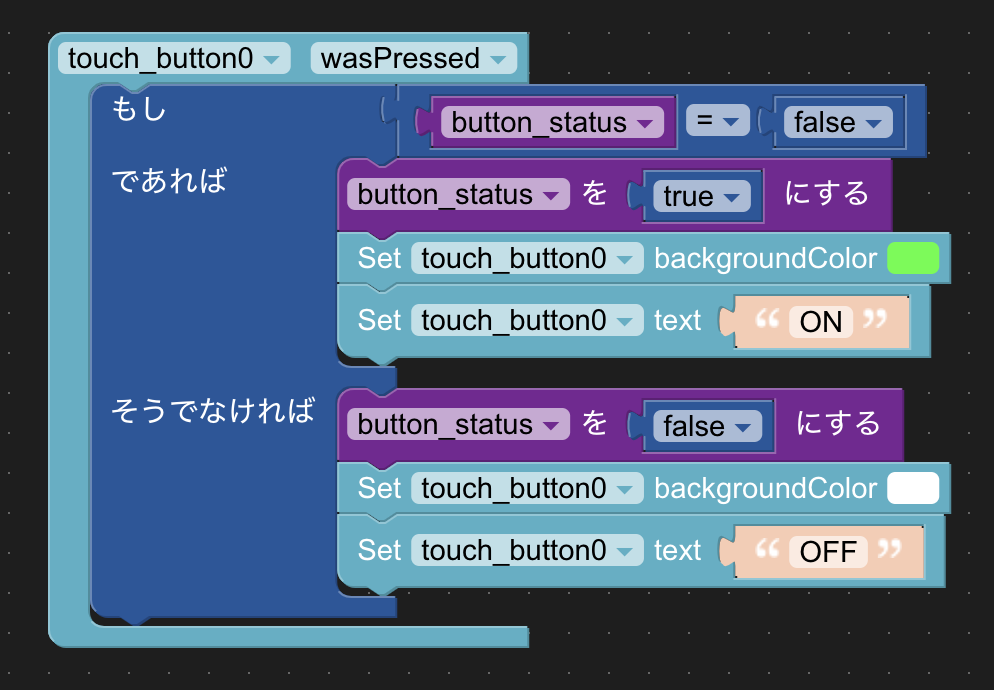 touch_button0 wasPressed
もし button_status = false
であれば button_status を true にする
Set touch_button0 backgroundColor
Set touch_button0 text “ ON ”
そうでなければ button_status を false にする
Set touch_button0 backgroundColor
Set touch_button0 text “ OFF ”